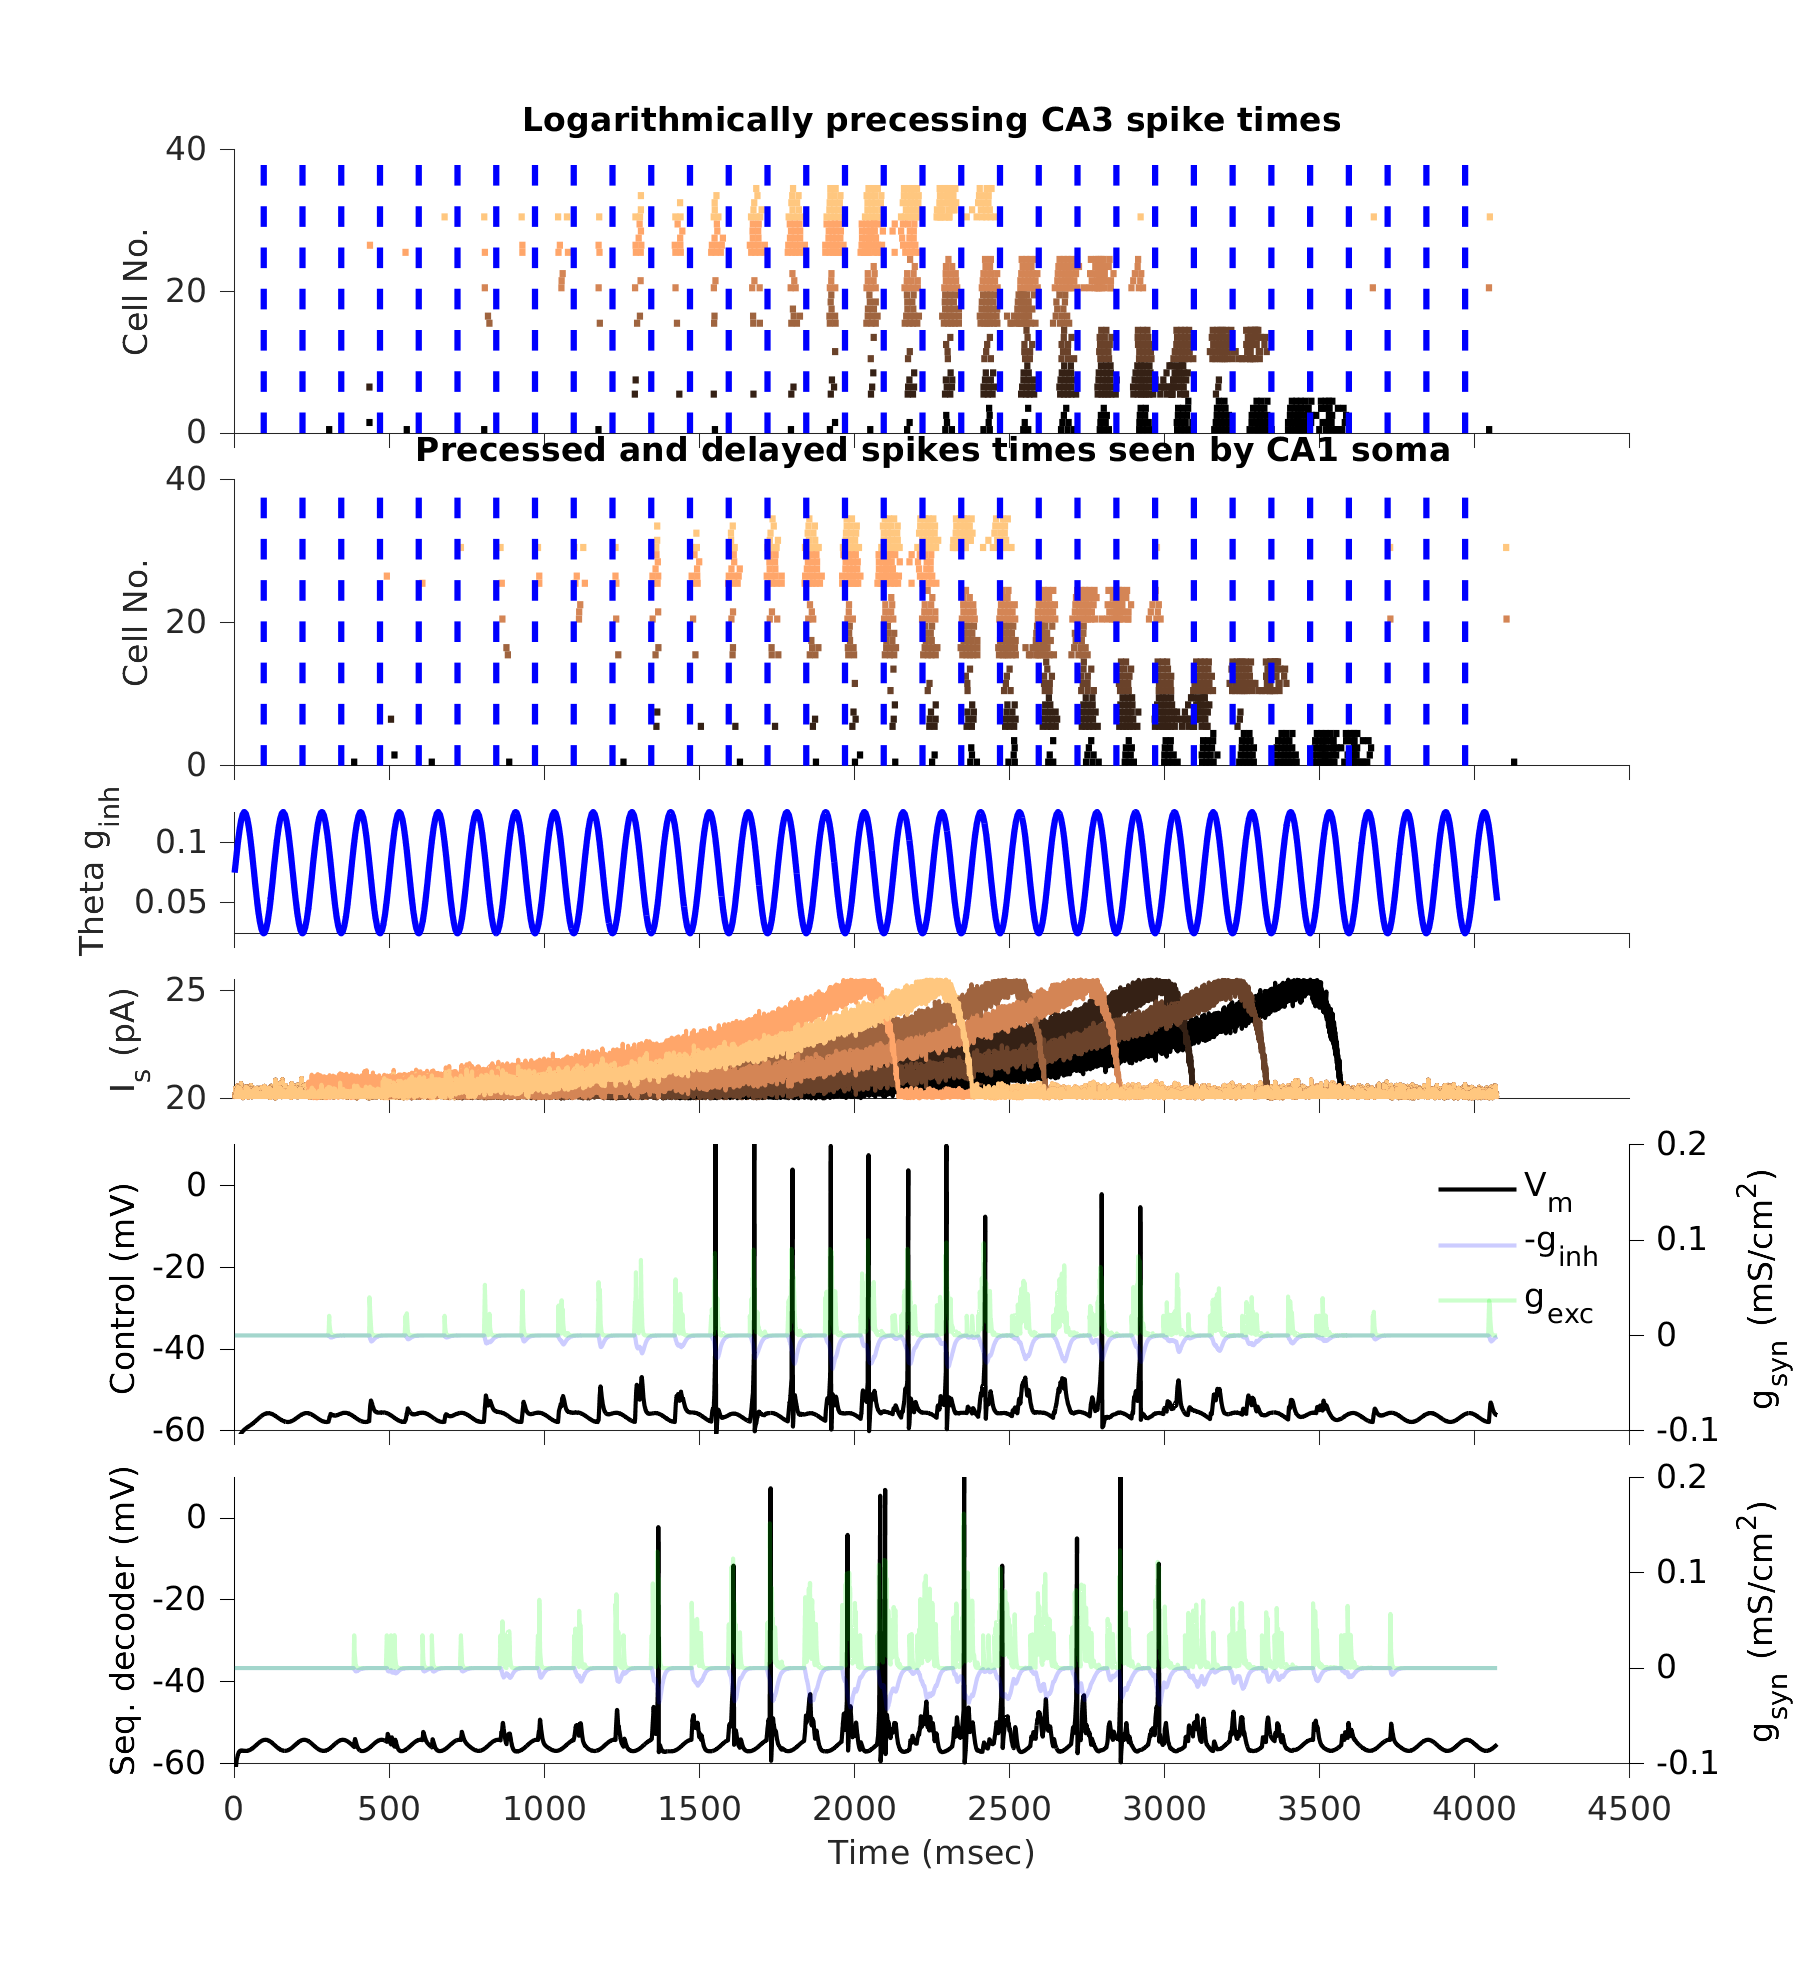 Logarithmically precessing CA3 spike times
40
20
0
Cell No.
Precessed and delayed spikes times seen by CA1 soma
40
20
0
Cell No.
0.1
0.05
Theta g_inh
25
20
I_s (pA)
0
-20
-40
-60
Control (mV)
V_m
-g_inh
g_exc
0.2
0.1
0
-0.1
g_syn (mS/cm²)
0
-20
-40
-60
Seq. decoder (mV)
0.2
0.1
0
-0.1
g_syn (mS/cm²)
0 500 1000 1500 2000 2500 3000 3500 4000 4500
Time (msec)